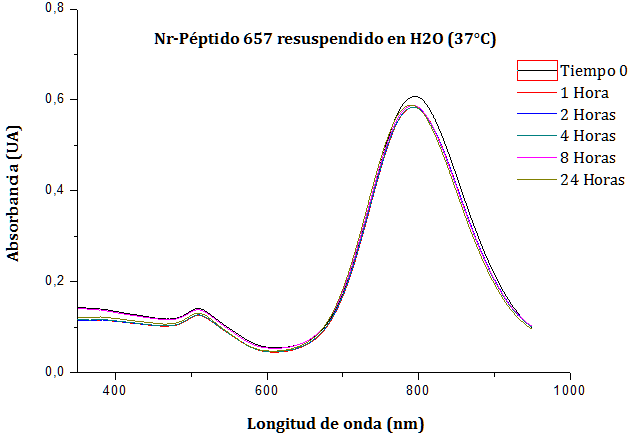 0,8
Nr-Péptido 657 resuspendido en H2O (37°C)
Tiempo 0
1 Hora
2 Horas
4 Horas
8 Horas
24 Horas
0,6
0,4
0,2
0,0
Absorbancia (UA)
400
600
800
1000
Longitud de onda (nm)